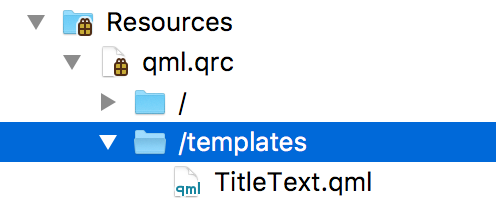 Resources
qml.qrc
/
/templates
qml
TitleText.qml